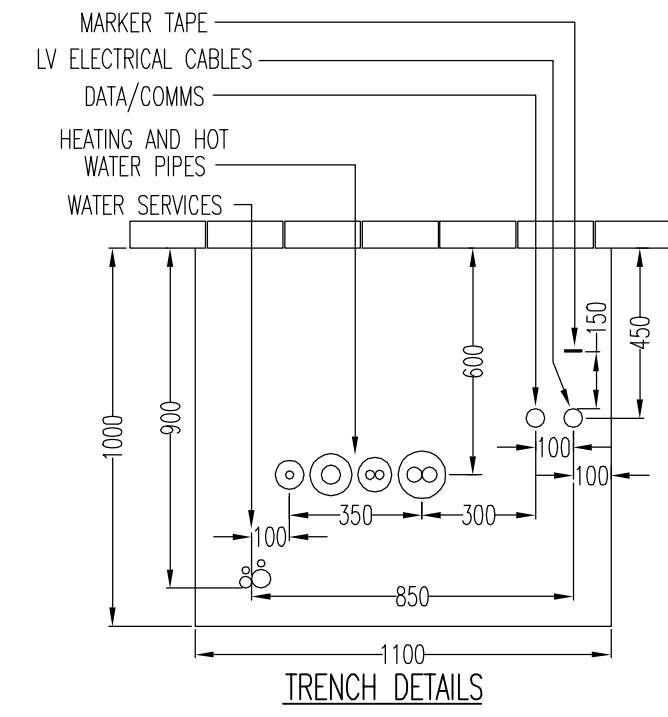 MARKER TAPE
LV ELECTRICAL CABLES
DATA/COMMS
HEATING AND HOT
WATER PIPES
WATER SERVICES
150
450
600
900
1000
100
100
350
300
100
850
1100
TRENCH DETAILS